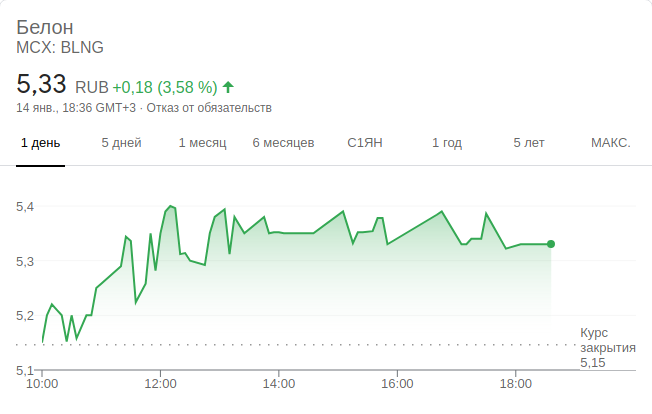 Белон
MCX: BLNG
5,33 RUB +0,18 (3,58 %)
14 янв., 18:36 GMT+3 · Отказ от обязательств
1 день 5 дней 1 месяц 6 месяцев С1ЯН 1 год 5 лет МАКС.
5,4
5,3
5,2
Курс
закрытия
5,15
5,1
10:00 12:00 14:00 16:00 18:00